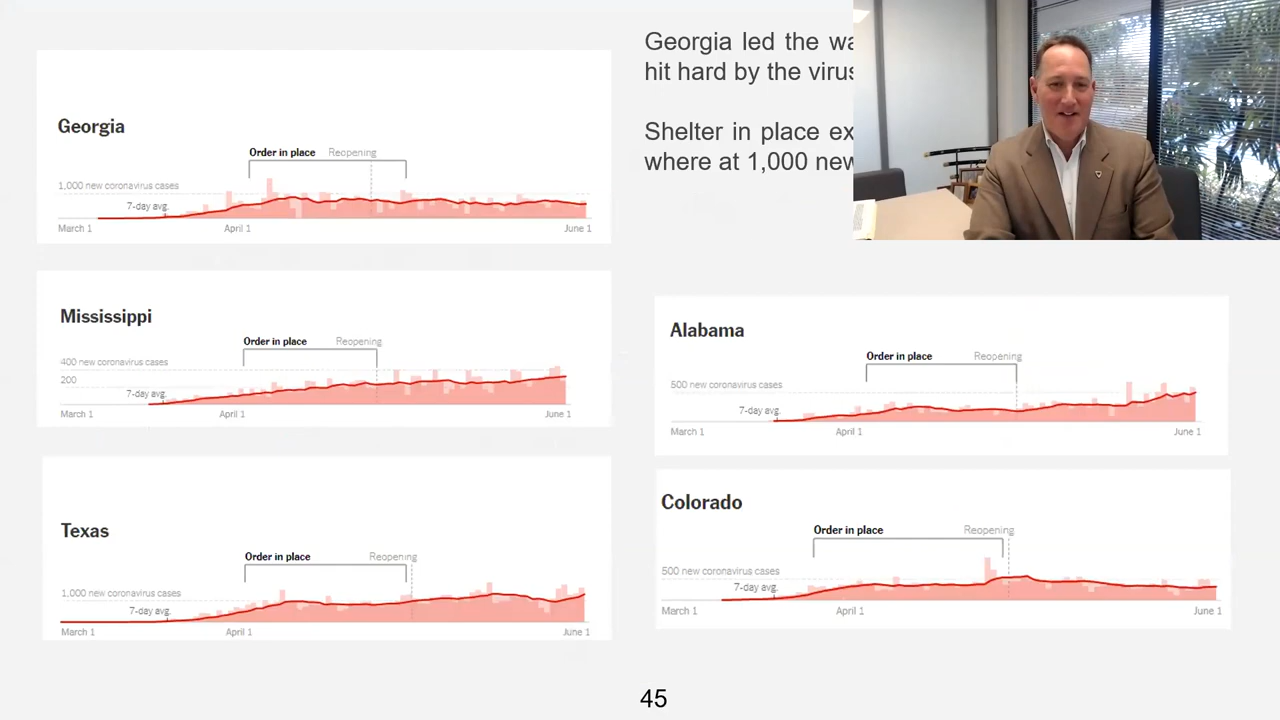 Georgia led the
hit hard by the
Shelter in place
where at 1,000
Georgia
Order in place Reopening
1,000 new coronavirus cases
7-day avg.
March 1 April 1 June 1
Mississippi
Order in place Reopening
400 new coronavirus cases
200
7-day avg.
March 1 April 1 June 1
Texas
Order in place Reopening
1,000 new coronavirus cases
7-day avg.
March 1 April 1 June 1
Alabama
Order in place Reopening
500 new coronavirus cases
7-day avg.
March 1 April 1 June 1
Colorado
Order in place Reopening
500 new coronavirus cases
7-day avg.
March 1 April 1 June 1
45